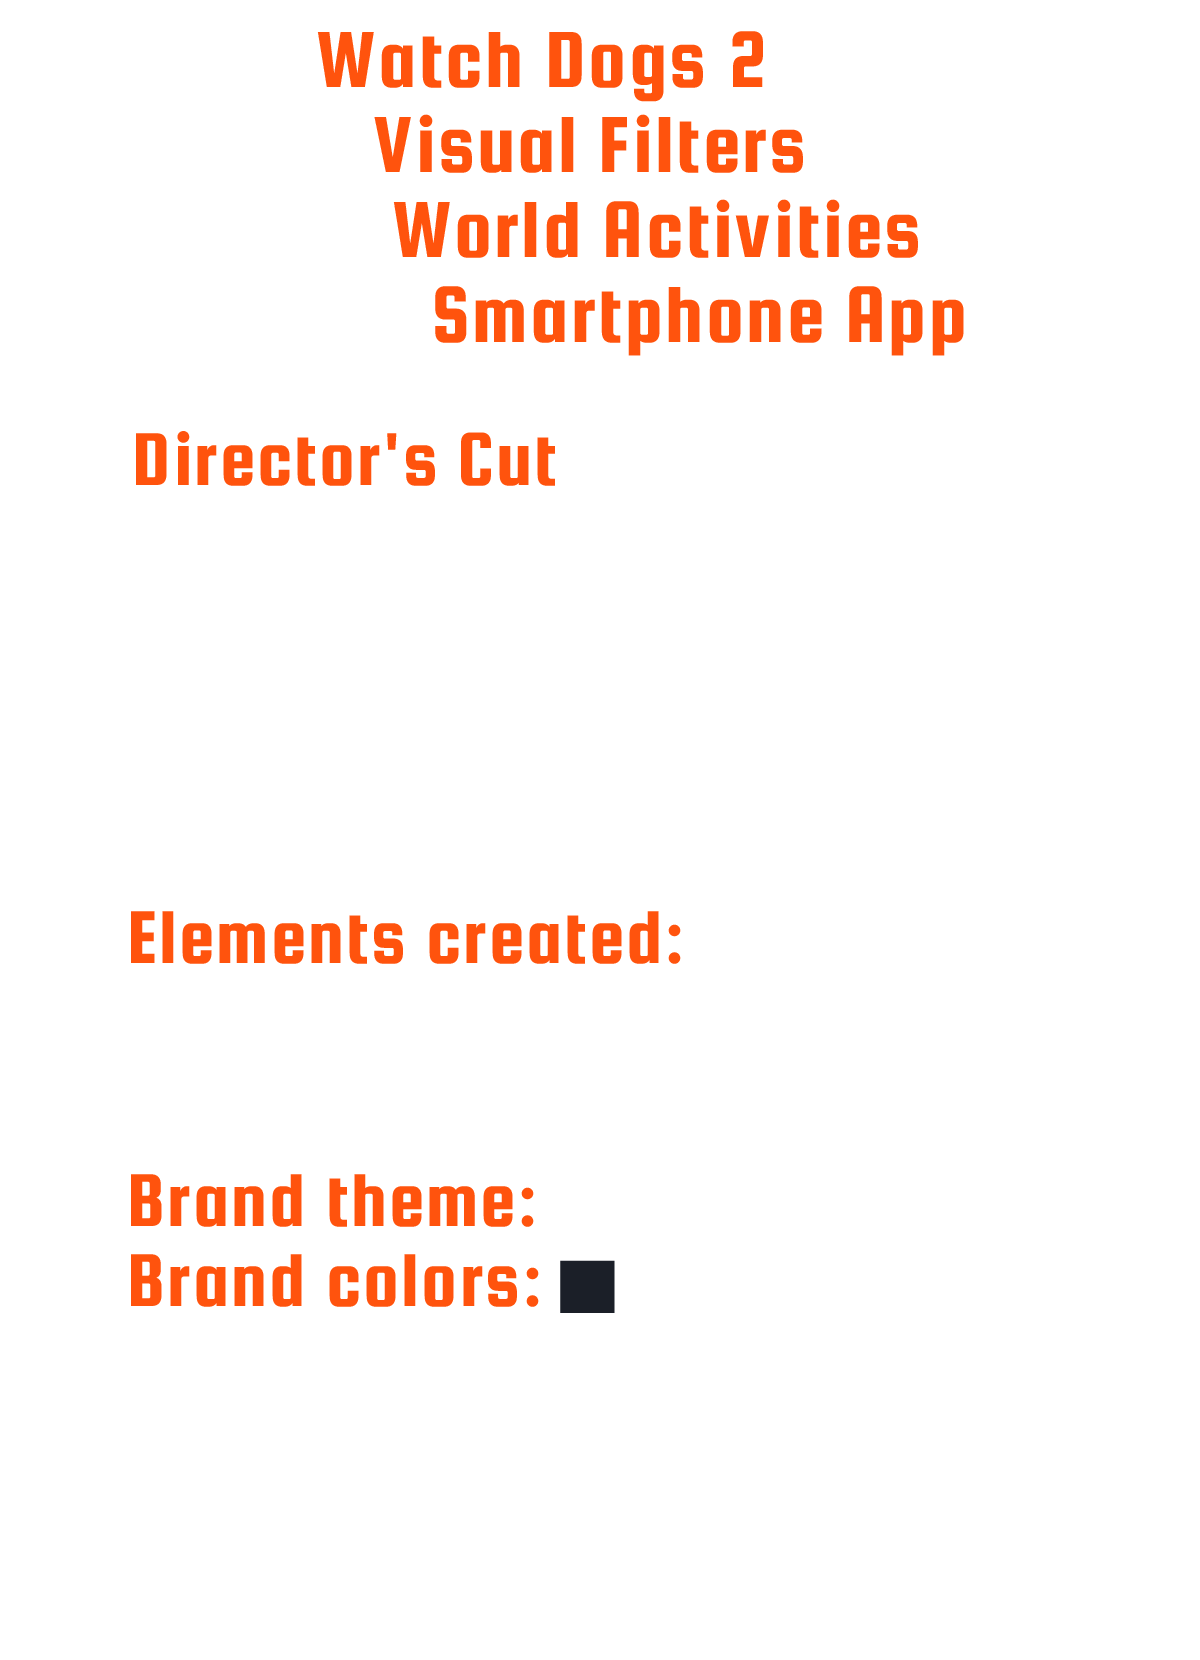 Watch Dogs 2
Visual Filters
World Activities
Smartphone App
Director's Cut
Elements created:
Brand theme:
Brand colors: